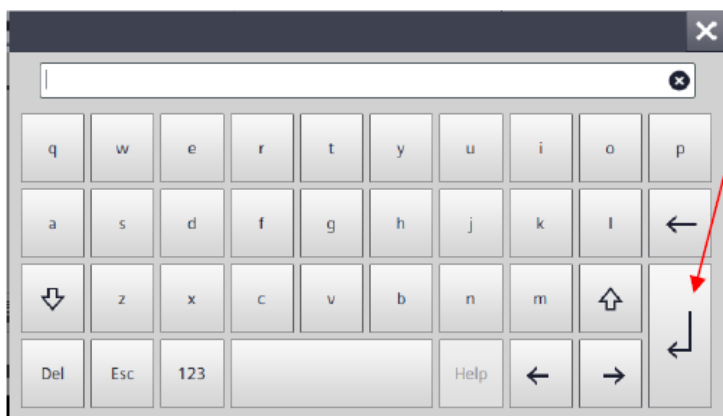 q w e r t y u i o p
a s d f g h j k l
z x c v b n m
Del Esc 123 Help